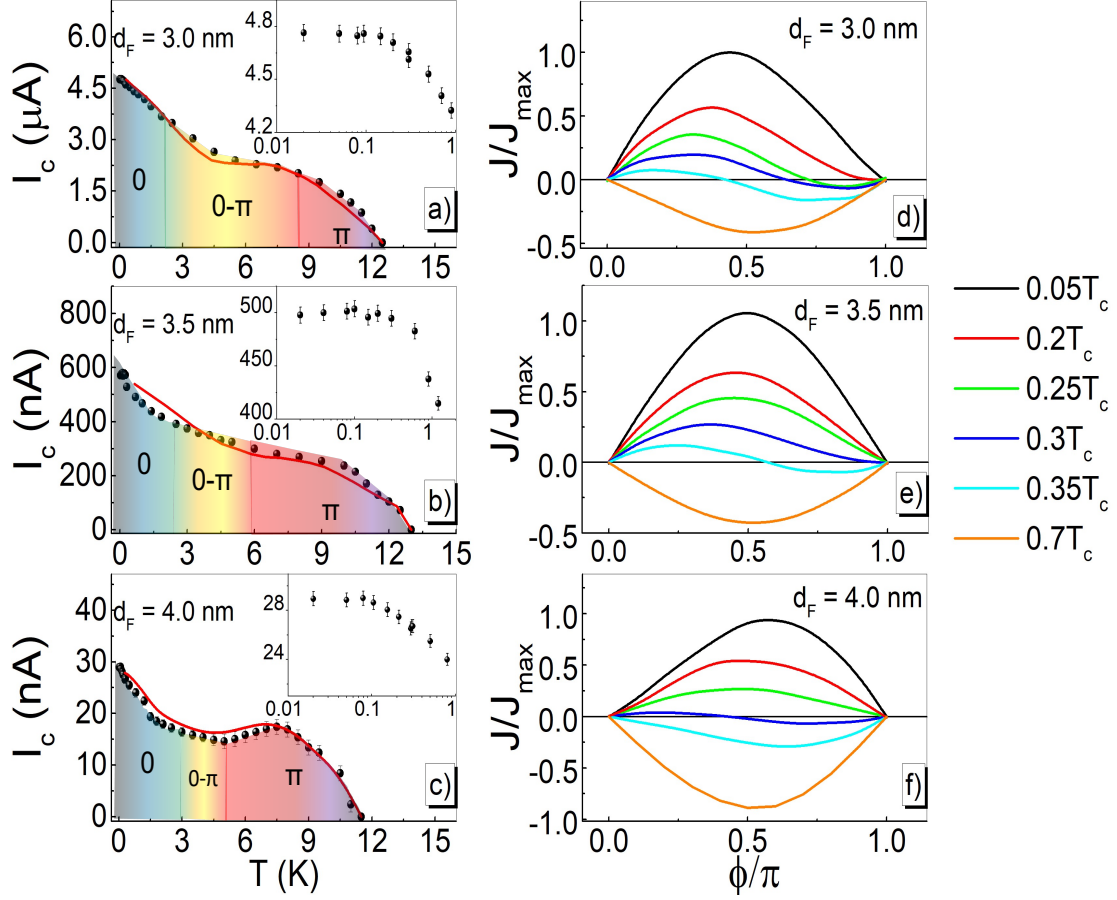 d_F = 3.0 nm
I_c (μA)
6.0
4.5
3.0
1.5
0.0
4.8
4.5
4.2
0.01 0.1 1
0
0-π
π
a)
0 3 6 9 12 15
d_F = 3.0 nm
J/J_max
1.0
0.5
0.0
-0.5
d)
0.0 0.5 1.0
d_F = 3.5 nm
I_c (nA)
800
600
400
200
0
500
450
400
0.01 0.1 1
0
0-π
π
b)
0 3 6 9 12 15
d_F = 3.5 nm
J/J_max
1.0
0.5
0.0
-0.5
e)
0.0 0.5 1.0
0.05T_c
0.2T_c
0.25T_c
0.3T_c
0.35T_c
0.7T_c
d_F = 4.0 nm
I_c (nA)
40
30
20
10
0
28
24
0.01 0.1 1
0
0-π
π
c)
0 3 6 9 12 15
T (K)
d_F = 4.0 nm
J/J_max
1.0
0.5
0.0
-0.5
-1.0
f)
0.0 0.5 1.0
ϕ/π